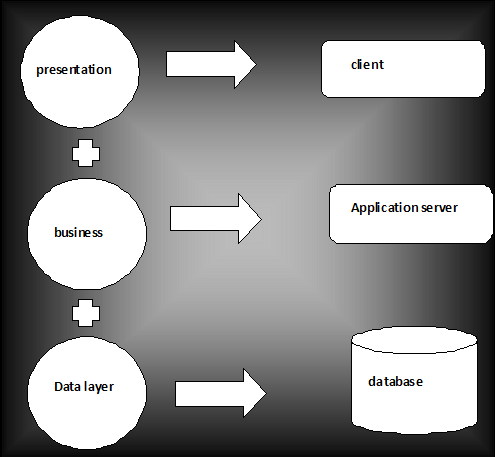 presentation
client
business
Application server
Data layer
database